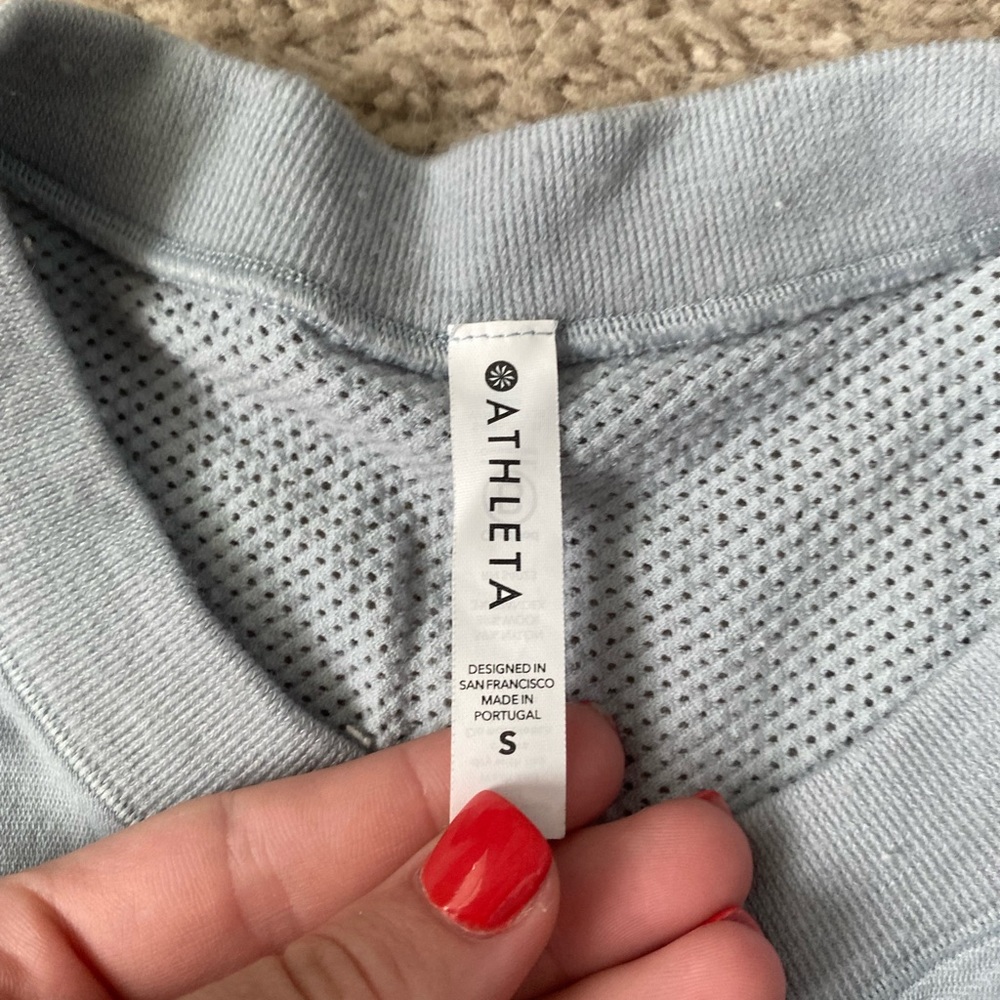 ATHLETA
DESIGNED IN
SAN FRANCISCO
MADE IN
PORTUGAL
S